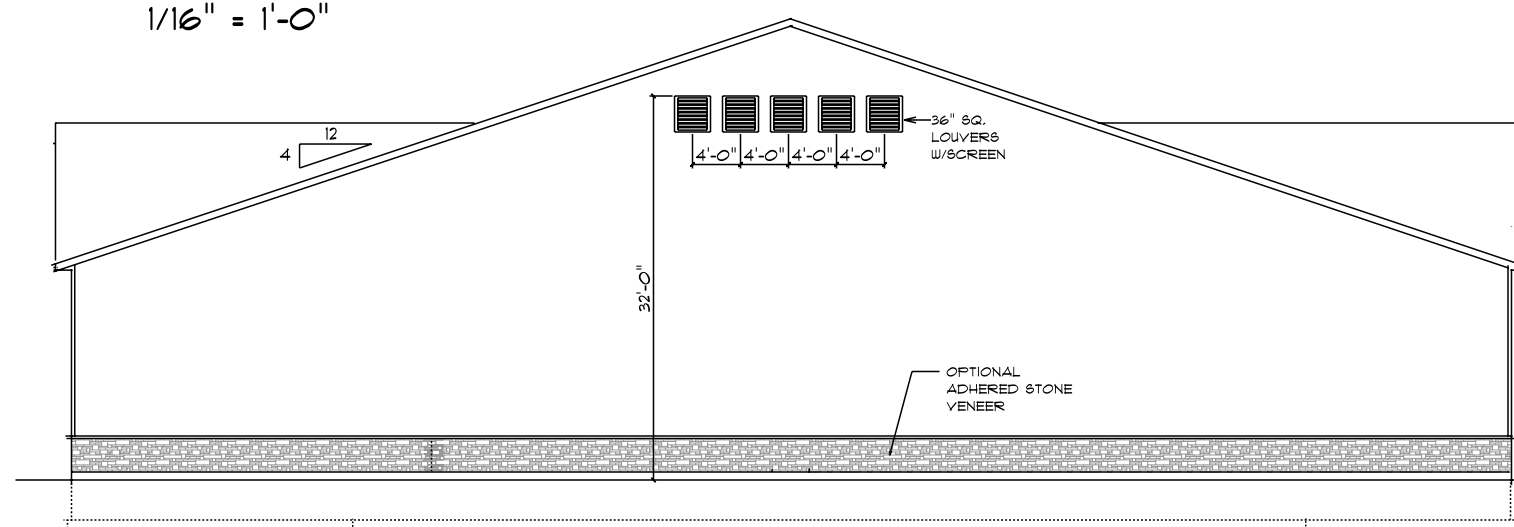 1/16" = 1'-0"
12
4
36" SQ.
LOUVERS
W/SCREEN
4'-0" 4'-0" 4'-0" 4'-0"
32'-0"
OPTIONAL
ADHERED STONE
VENEER